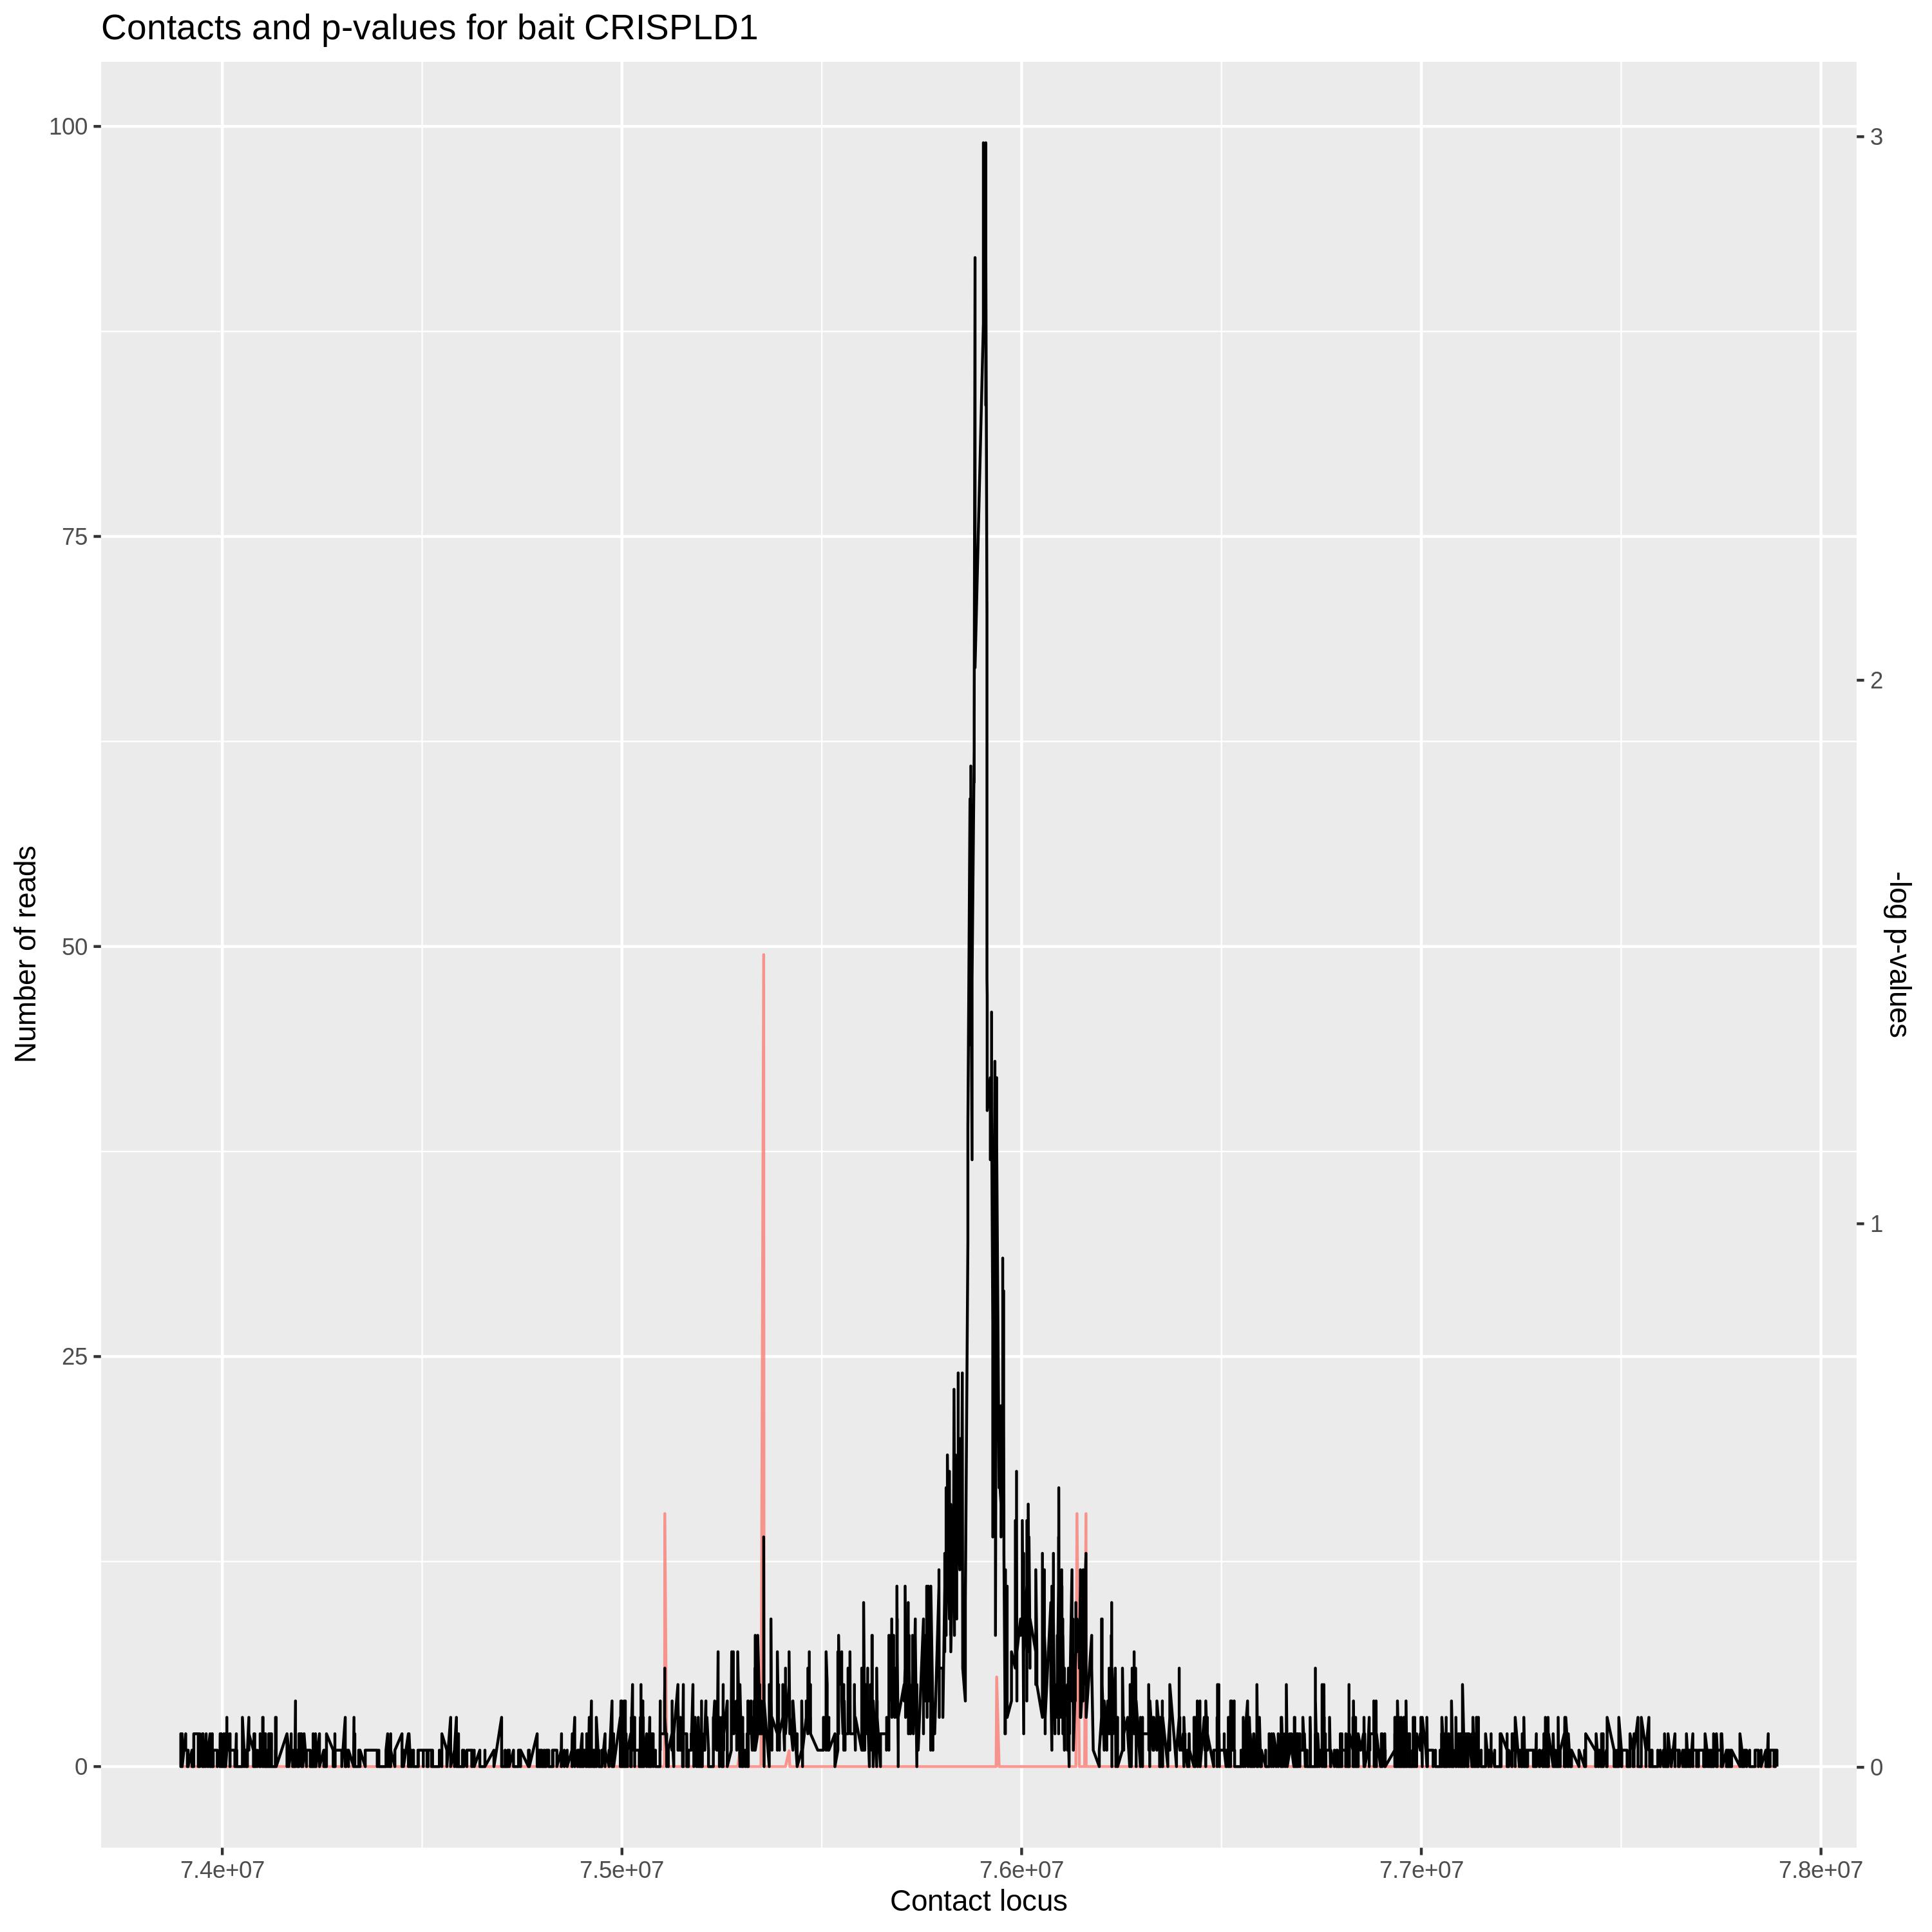 Contacts and p-values for bait CRISPLD1
100
75
50
25
0
Number of reads
3
2
1
0
-log p-values
7.4e+07
7.5e+07
7.6e+07
7.7e+07
7.8e+07
Contact locus